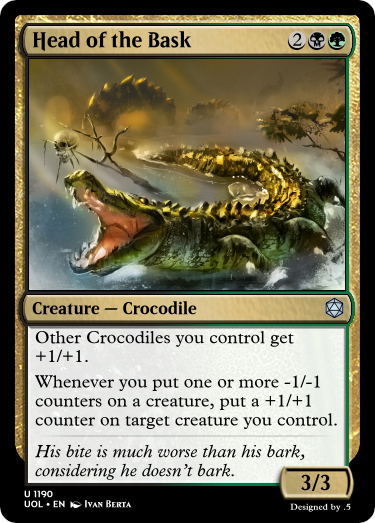 Head of the Bask 2
Creature — Crocodile
Other Crocodiles you control get
+1/+1.
Whenever you put one or more -1/-1
counters on a creature, put a +1/+1
counter on target creature you control.
His bite is much worse than his bark,
considering he doesn't bark.
3/3
U 1190
UOL • EN Ivan Berta
Designed by .5